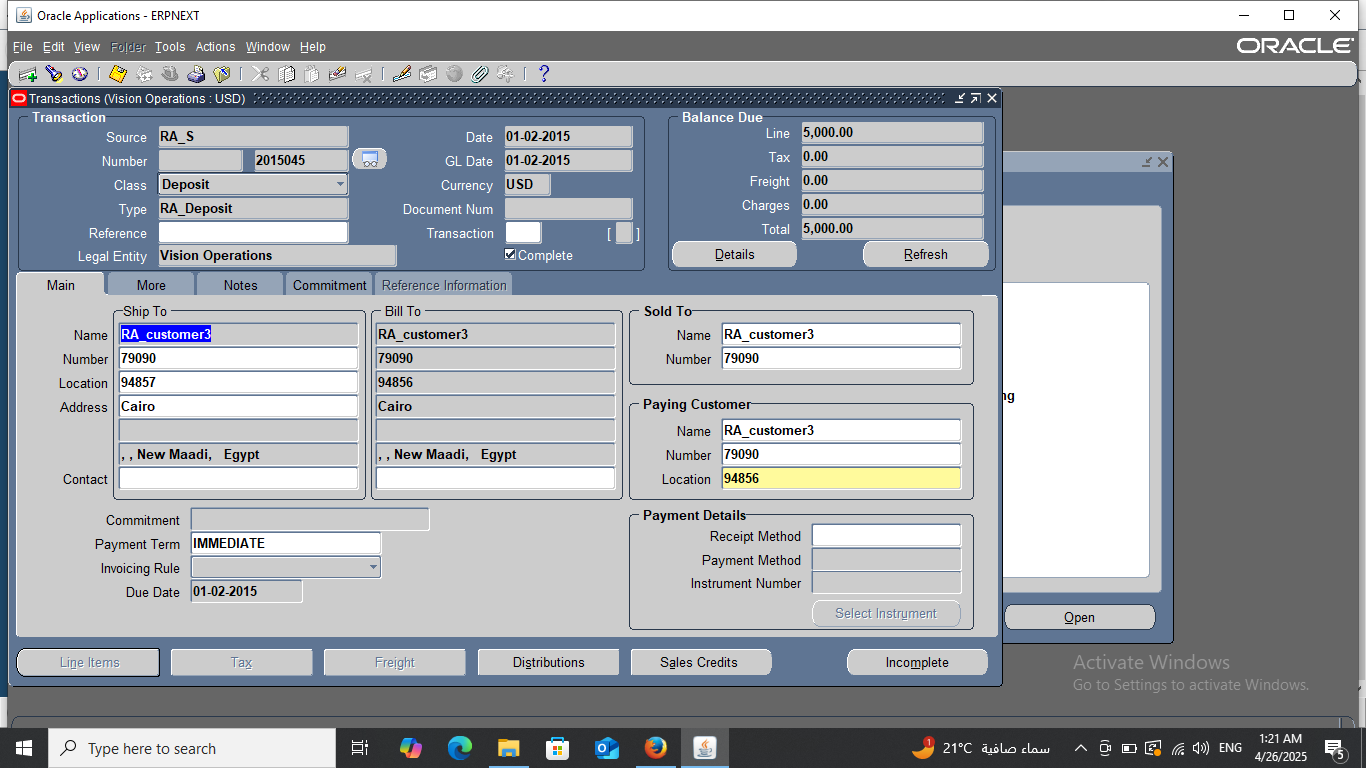 Oracle Applications - ERPNEXT
File Edit View Folder Tools Actions Window Help
ORACLE
Transactions (Vision Operations : USD)
Transaction
Source RA_S
Number 2015045
Class Deposit
Type RA_Deposit
Reference
Legal Entity Vision Operations
Date 01-02-2015
GL Date 01-02-2015
Currency USD
Document Num
Transaction [ ]
Complete
Balance Due
Line 5,000.00
Tax 0.00
Freight 0.00
Charges 0.00
Total 5,000.00
Details Refresh
Main More Notes Commitment Reference Information
Ship To
Name RA_customer3
Number 79090
Location 94857
Address Cairo
, , New Maadi, Egypt
Contact
Bill To
RA_customer3
79090
94856
Cairo
, , New Maadi, Egypt
Sold To
Name RA_customer3
Number 79090
Paying Customer
Name RA_customer3
Number 79090
Location 94856
Commitment
Payment Term IMMEDIATE
Invoicing Rule
Due Date 01-02-2015
Payment Details
Receipt Method
Payment Method
Instrument Number
Select Instrument
Line Items Tax Freight Distributions Sales Credits Incomplete
ng
Open
Activate Windows
Go to Settings to activate Windows.
Type here to search
21°C سماء صافية
ENG
1:21 AM
4/26/2025
1
5